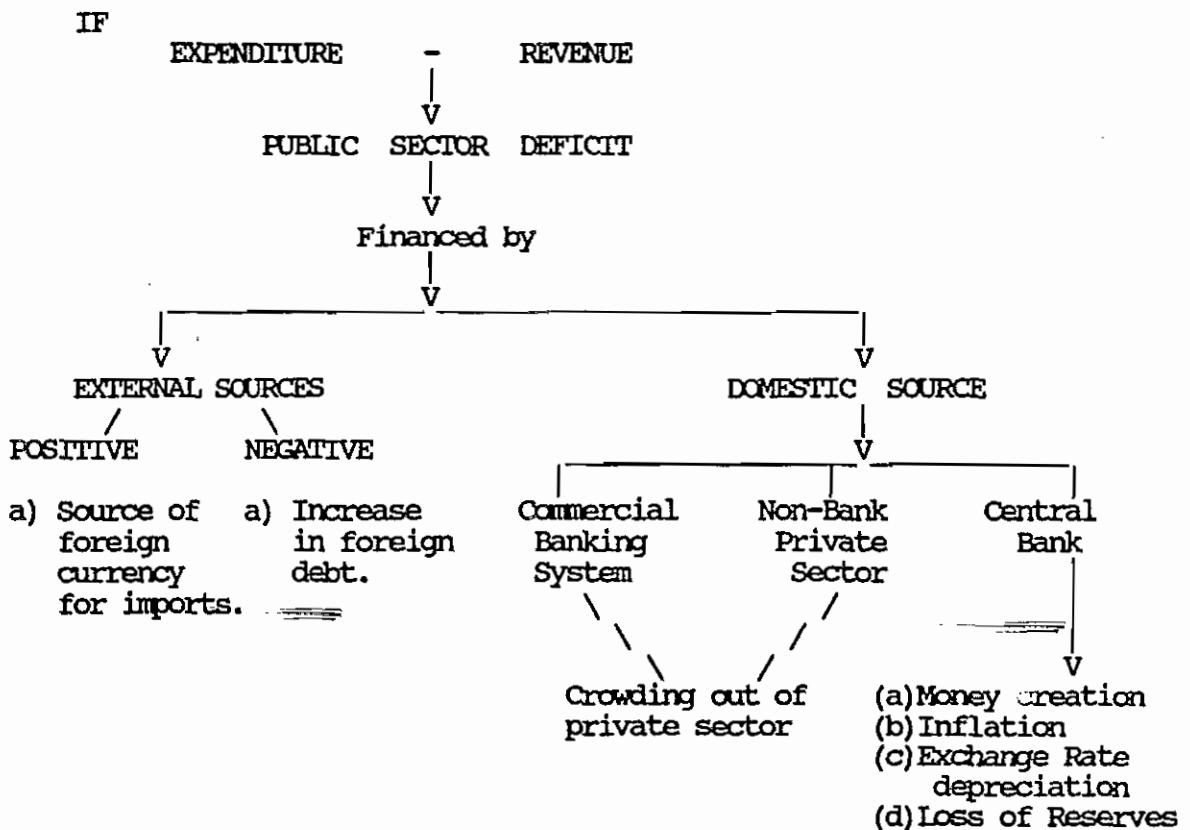 IF
EXPENDITURE - REVENUE
PUBLIC SECTOR DEFICIT
Financed by
EXTERNAL SOURCES
POSITIVE
NEGATIVE
a) Source of
foreign
currency
for imports.
a) Increase
in foreign
debt.
DOMESTIC SOURCE
Commercial
Banking
System
Non-Bank
Private
Sector
Crowding out of
private sector
Central
Bank
(a)Money creation
(b)Inflation
(c)Exchange Rate
depreciation
(d)Loss of Reserves